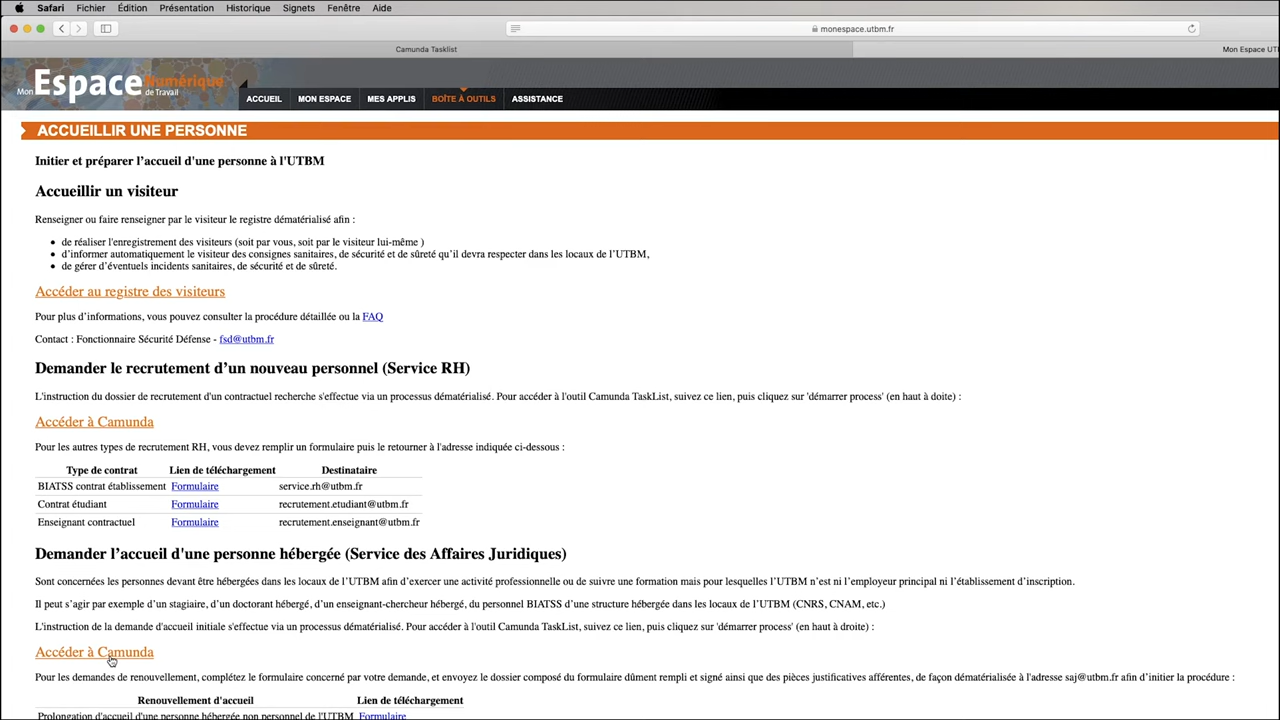 Safari Fichier Édition Présentation Historique Signets Fenêtre Aide
monespace.utbm.fr
Camunda Tasklist
Mon Espace UT
Mon Espace Numérique de Travail
ACCUEIL MON ESPACE MES APPLIS BOÎTE À OUTILS ASSISTANCE
ACCUEILLIR UNE PERSONNE
Initier et préparer l'accueil d'une personne à l'UTBM
Accueillir un visiteur
Renseigner ou faire renseigner par le visiteur le registre dématérialisé afin :
• de réaliser l'enregistrement des visiteurs (soit par vous, soit par le visiteur lui-même )
• d'informer automatiquement le visiteur des consignes sanitaires, de sécurité et de sûreté qu'il devra respecter dans les locaux de l'UTBM,
• de gérer d'éventuels incidents sanitaires, de sécurité et de sûreté.
Accéder au registre des visiteurs
Pour plus d'informations, vous pouvez consulter la procédure détaillée ou la FAQ
Contact : Fonctionnaire Sécurité Défense - fsd@utbm.fr
Demander le recrutement d'un nouveau personnel (Service RH)
L'instruction du dossier de recrutement d'un contractuel recherche s'effectue via un processus dématérialisé. Pour accéder à l'outil Camunda TaskList, suivez ce lien, puis cliquez sur 'démarrer process' (en haut à doite) :
Accéder à Camunda
Pour les autres types de recrutement RH, vous devez remplir un formulaire puis le retourner à l'adresse indiquée ci-dessous :
Type de contrat Lien de téléchargement Destinataire
BIATSS contrat établissement Formulaire service.rh@utbm.fr
Contrat étudiant Formulaire recrutement.etudiant@utbm.fr
Enseignant contractuel Formulaire recrutement.enseignant@utbm.fr
Demander l'accueil d'une personne hébergée (Service des Affaires Juridiques)
Sont concernées les personnes devant être hébergées dans les locaux de l'UTBM afin d'exercer une activité professionnelle ou de suivre une formation mais pour lesquelles l'UTBM n'est ni l'employeur principal ni l'établissement d'inscription.
Il peut s'agir par exemple d'un stagiaire, d'un doctorant hébergé, d'un enseignant-chercheur hébergé, du personnel BIATSS d'une structure hébergée dans les locaux de l'UTBM (CNRS, CNAM, etc.)
L'instruction de la demande d'accueil initiale s'effectue via un processus dématérialisé. Pour accéder à l'outil Camunda TaskList, suivez ce lien, puis cliquez sur 'démarrer process' (en haut à droite) :
Accéder à Camunda
Pour les demandes de renouvellement, complétez le formulaire concerné par votre demande, et envoyez le dossier composé du formulaire dûment rempli et signé ainsi que des pièces justificatives afférentes, de façon dématérialisée à l'adresse saj@utbm.fr afin d'initier la procédure :
Renouvellement d'accueil Lien de téléchargement
Prolongation d'accueil d'une personne hébergée non personnel de l'UTBM Formulaire